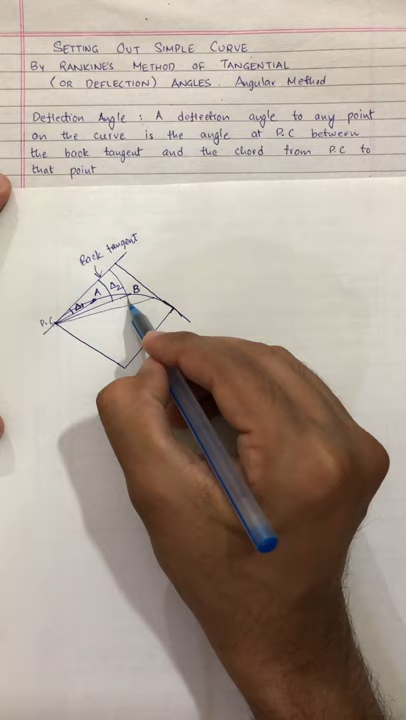 SETTING OUT SIMPLE CURVE
BY RANKINE'S METHOD OF TANGENTIAL
(OR DEFLECTION) ANGLES. Angular Method
Deflection Angle : A deflection angle to any point
on the curve is the angle at P.C between
the back tangent and the chord from P.C to
that point
Back tangent
A
Δ2
B
Δ1
P.C